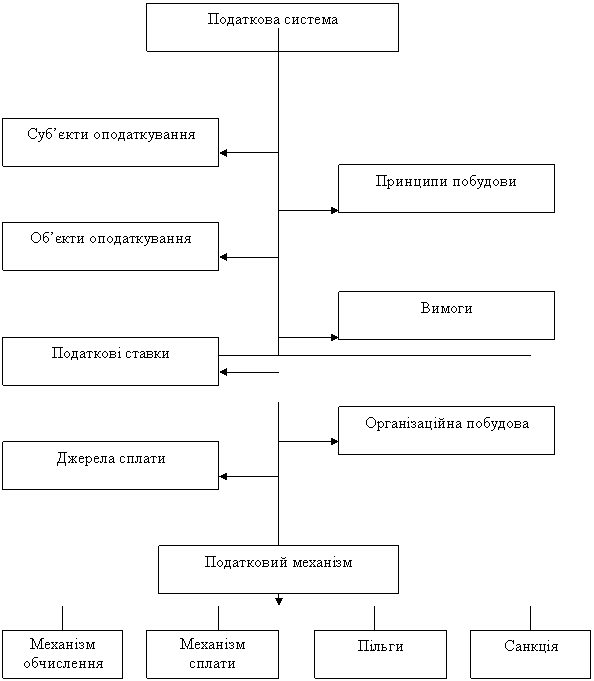 Податкова система
Суб’єкти оподаткування
Принципи побудови
Об’єкти оподаткування
Вимоги
Податкові ставки
Організаційна побудова
Джерела сплати
Податковий механізм
Механізм
обчислення
Механізм
сплати
Пільги
Санкція